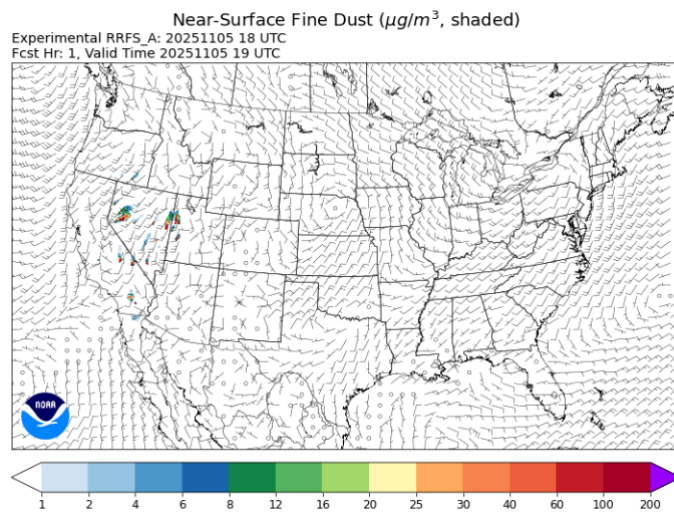 Near-Surface Fine Dust (μg/m³, shaded)
Experimental RRFS_A: 20251105 18 UTC
Fcst Hr: 1, Valid Time 20251105 19 UTC
NOAA
1 2 4 6 8 12 16 20 25 30 40 60 100 200